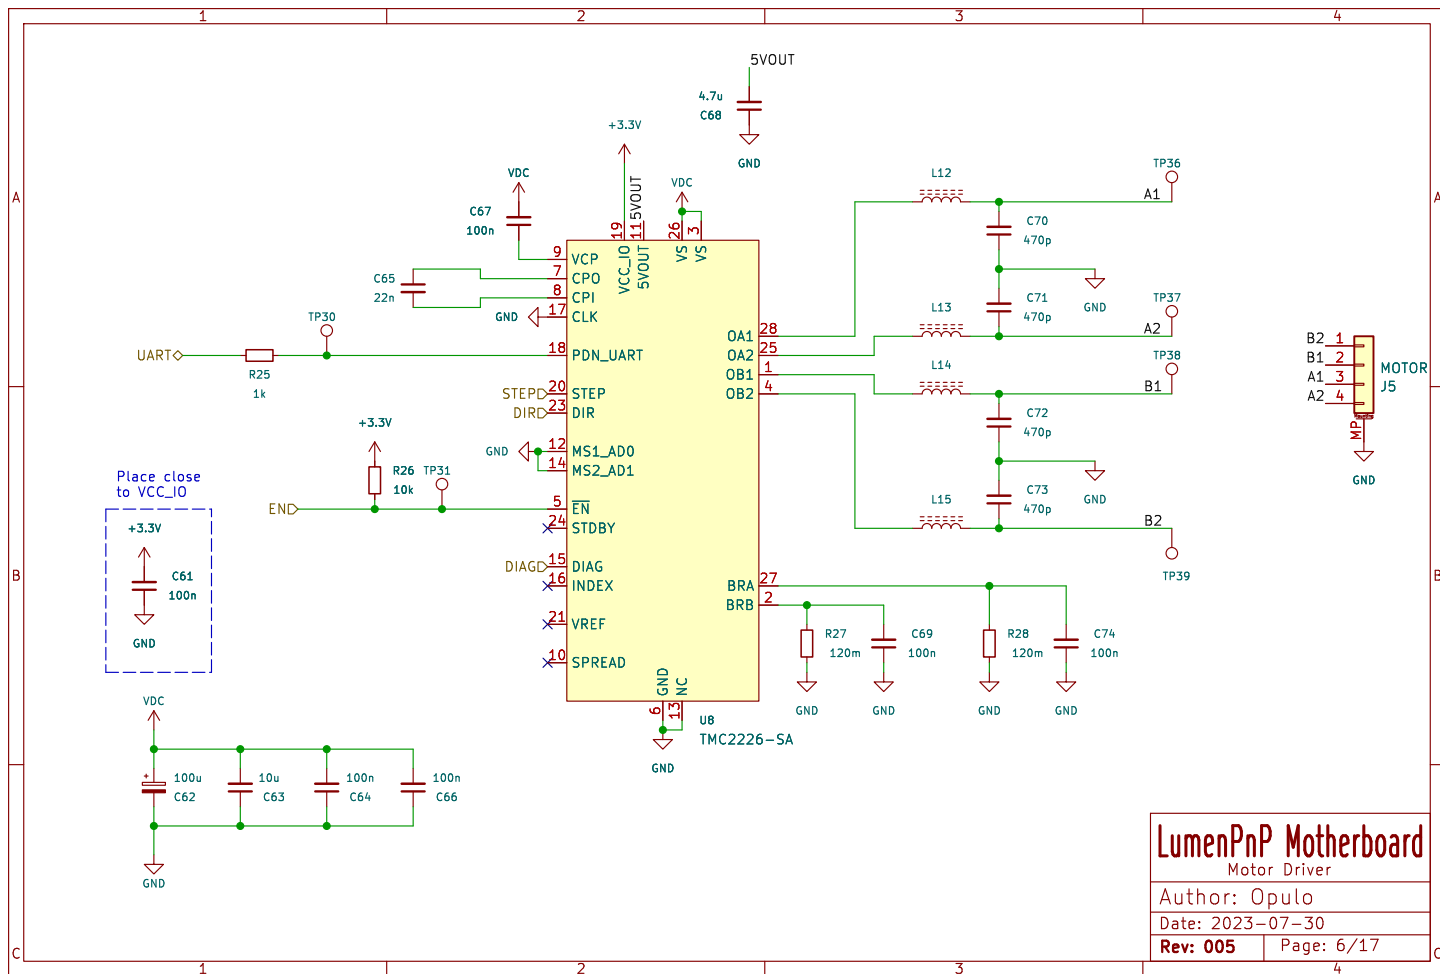 1 2 3 4
5VOUT
4.7u
C68
GND
+3.3V
VDC
C67
100n
5VOUT
VDC
19 11 26 3
VCC_IO 5VOUT VS VS
A
A
9 VCP
7 CPO
8 CPI
C65
22n
GND
17 CLK
TP30
UART
R25
1k
18 PDN_UART
STEP 20 STEP
DIR 23 DIR
+3.3V
GND
12 MS1_AD0
14 MS2_AD1
R26
10k
TP31
EN
5 EN
24 STDBY
DIAG 15 DIAG
16 INDEX
21 VREF
10 SPREAD
OA1 28
OA2 25
OB1 1
OB2 4
BRA 27
BRB 2
GND NC
6 13
U8
TMC2226-SA
GND
L12
A1
TP36
C70
470p
GND
C71
470p
L13
A2
TP37
L14
B1
TP38
C72
470p
GND
C73
470p
L15
B2
TP39
B2 1
B1 2
A1 3
A2 4
MOTOR
J5
MP
GND
R27
120m
C69
100n
R28
120m
C74
100n
GND
GND
GND
GND
Place close
to VCC_IO
+3.3V
C61
100n
GND
B
B
VDC
100u
C62
10u
C63
100n
C64
100n
C66
GND
LumenPnP Motherboard
Motor Driver
Author: Opulo
Date: 2023-07-30
Rev: 005 Page: 6/17
C
C
1 2 3 4